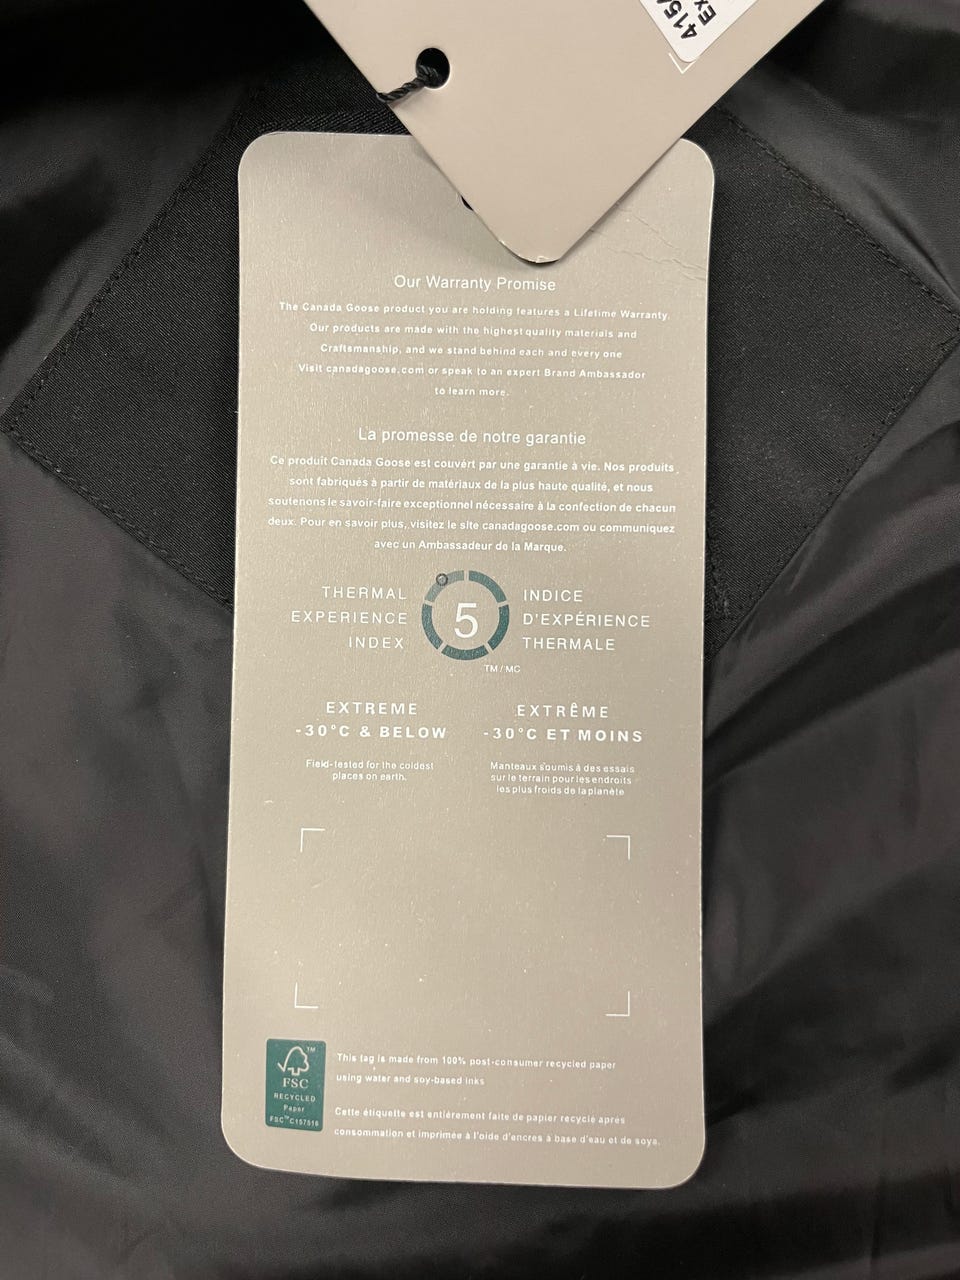 415
Ex
Our Warranty Promise
The Canada Goose product you are holding features a Lifetime Warranty.
Our products are made with the highest quality materials and
Craftsmanship, and we stand behind each and every one
Visit canadagoose.com or speak to an expert Brand Ambassador
to learn more.
La promesse de notre garantie
Ce produit Canada Goose est couvért par une garantie à vie. Nos produits
sont fabriqués à partir de matériaux de la plus haute qualité, et nous
soutenons le savoir-faire exceptionnel nécessaire à la confection de chacun
deux. Pour en savoir plus, visitez le site canadagoose.com ou communiquez
avec un Ambassadeur de la Marque.
THERMAL
EXPERIENCE
INDEX
5
TM/MC
INDICE
D'EXPÉRIENCE
THERMALE
EXTREME
-30°C & BELOW
Field-tested for the coldest
places on earth.
EXTRÊME
-30°C ET MOINS
Manteaux soumis à des essais
sur le terrain pour les endroits
les plus froids de la planète
TM
FSC
RECYCLED
Paper
FSC™C157516
This tag is made from 100% post-consumer recycled paper
using water and soy-based inks
Cette étiquette est entièrement faite de papier recyclé après
consommation et imprimée à l'oide d'encres à base d'eau et de soya.